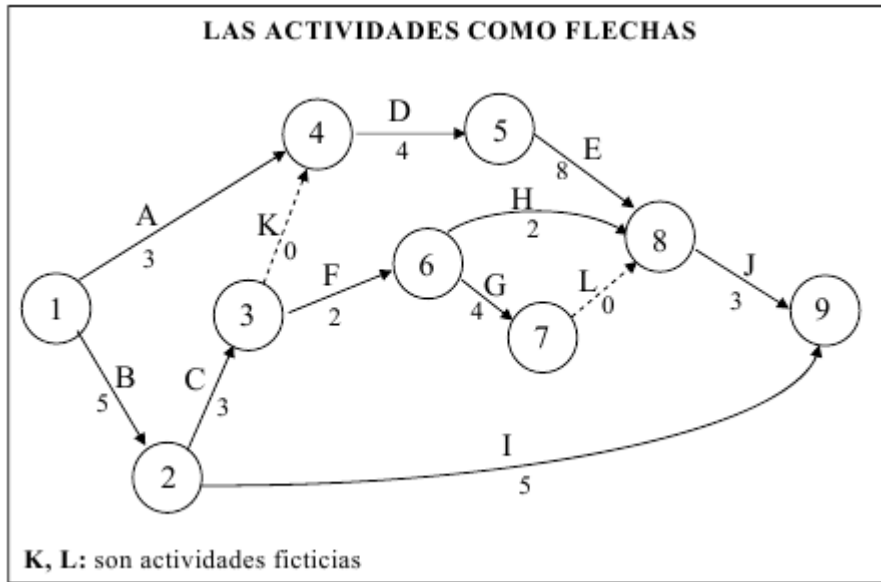 LAS ACTIVIDADES COMO FLECHAS
4
D
4
5
E
8
A
3
K
0
H
2
8
F
2
6
G
4
L
0
J
3
1
3
7
9
B
5
C
3
2
I
5
K, L: son actividades ficticias